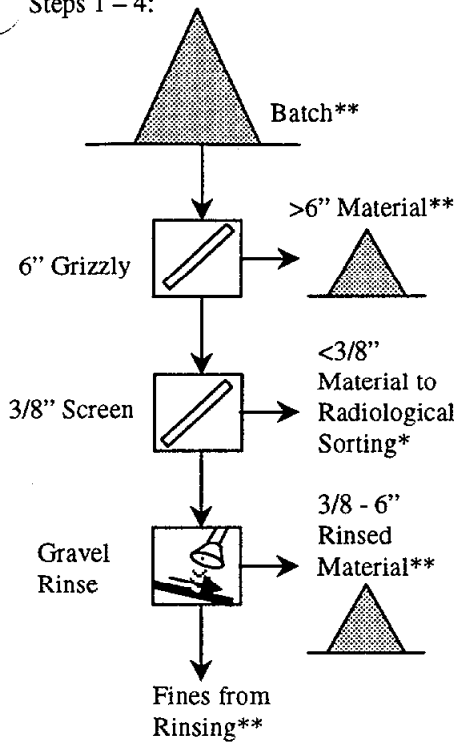 Steps 1 – 4:
Batch**
>6” Material**
6” Grizzly
<3/8”
Material to
Radiological
Sorting*
3/8” Screen
3/8 - 6”
Rinsed
Material**
Gravel
Rinse
Fines from
Rinsing**